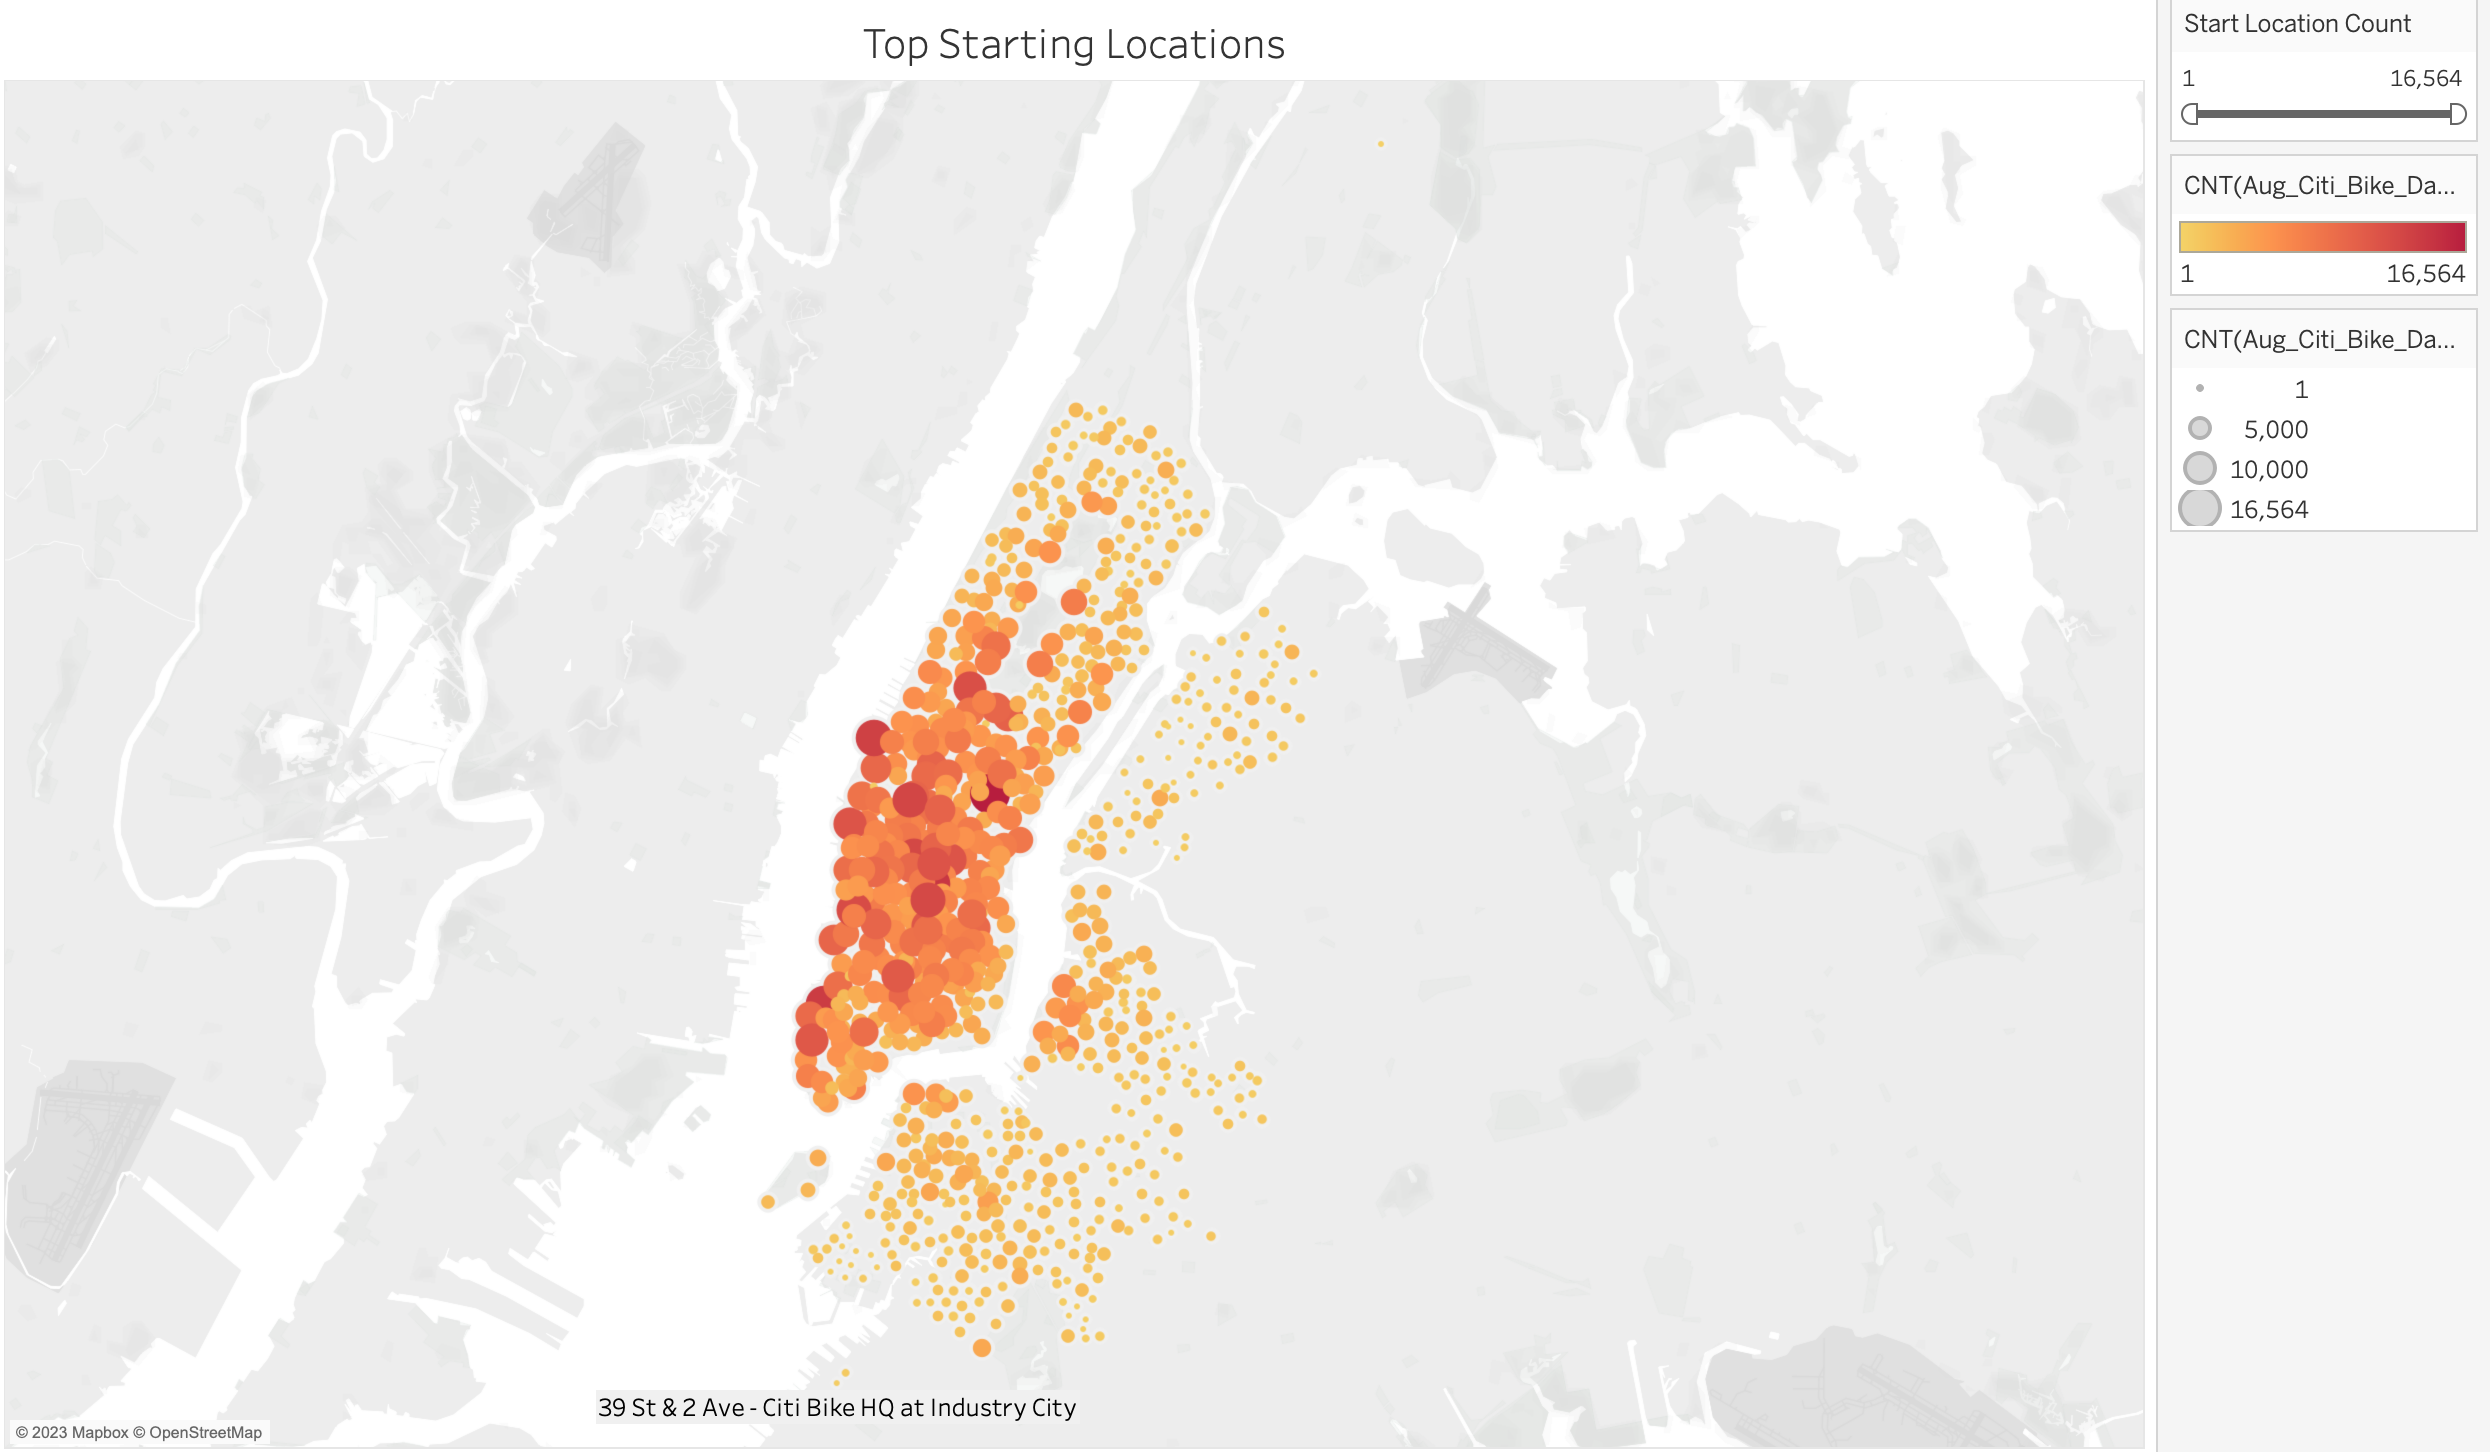 Top Starting Locations
Start Location Count
1 16,564
CNT(Aug_Citi_Bike_Da...
1 16,564
CNT(Aug_Citi_Bike_Da...
1
5,000
10,000
16,564
39 St & 2 Ave - Citi Bike HQ at Industry City
© 2023 Mapbox © OpenStreetMap